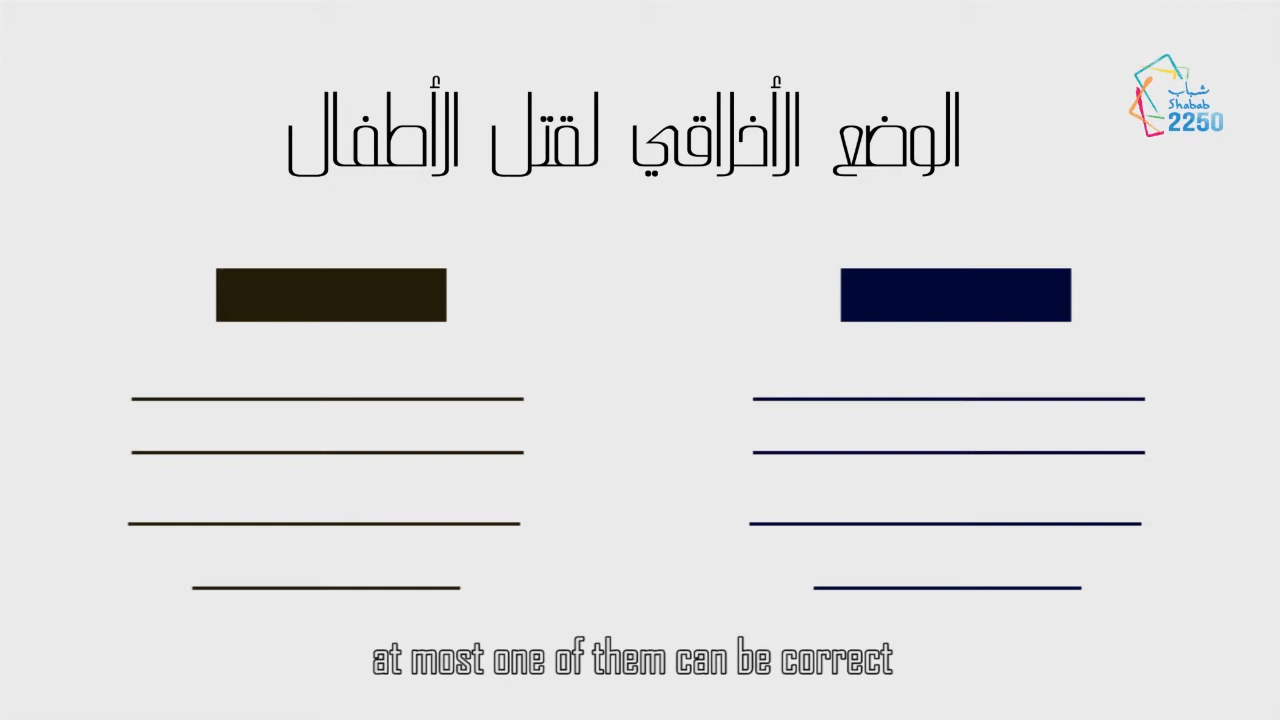 الوضع الأخلاقي لقتل الأطفال
شباب
Shabab
2250
at most one of them can be correct